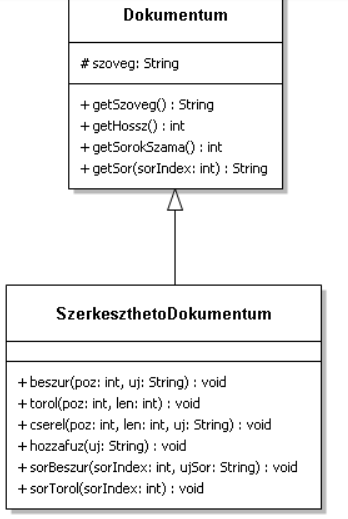 Dokumentum
# szoveg: String
+ getSzoveg() : String
+ getHossz() : int
+ getSorokSzama() : int
+ getSor(sorIndex: int) : String
SzerkeszthetoDokumentum
+ beszur(poz: int, uj: String) : void
+ torol(poz: int, len: int) : void
+ cserel(poz: int, len: int, uj: String) : void
+ hozzafuz(uj: String) : void
+ sorBeszur(sorIndex: int, ujSor: String) : void
+ sorTorol(sorIndex: int) : void